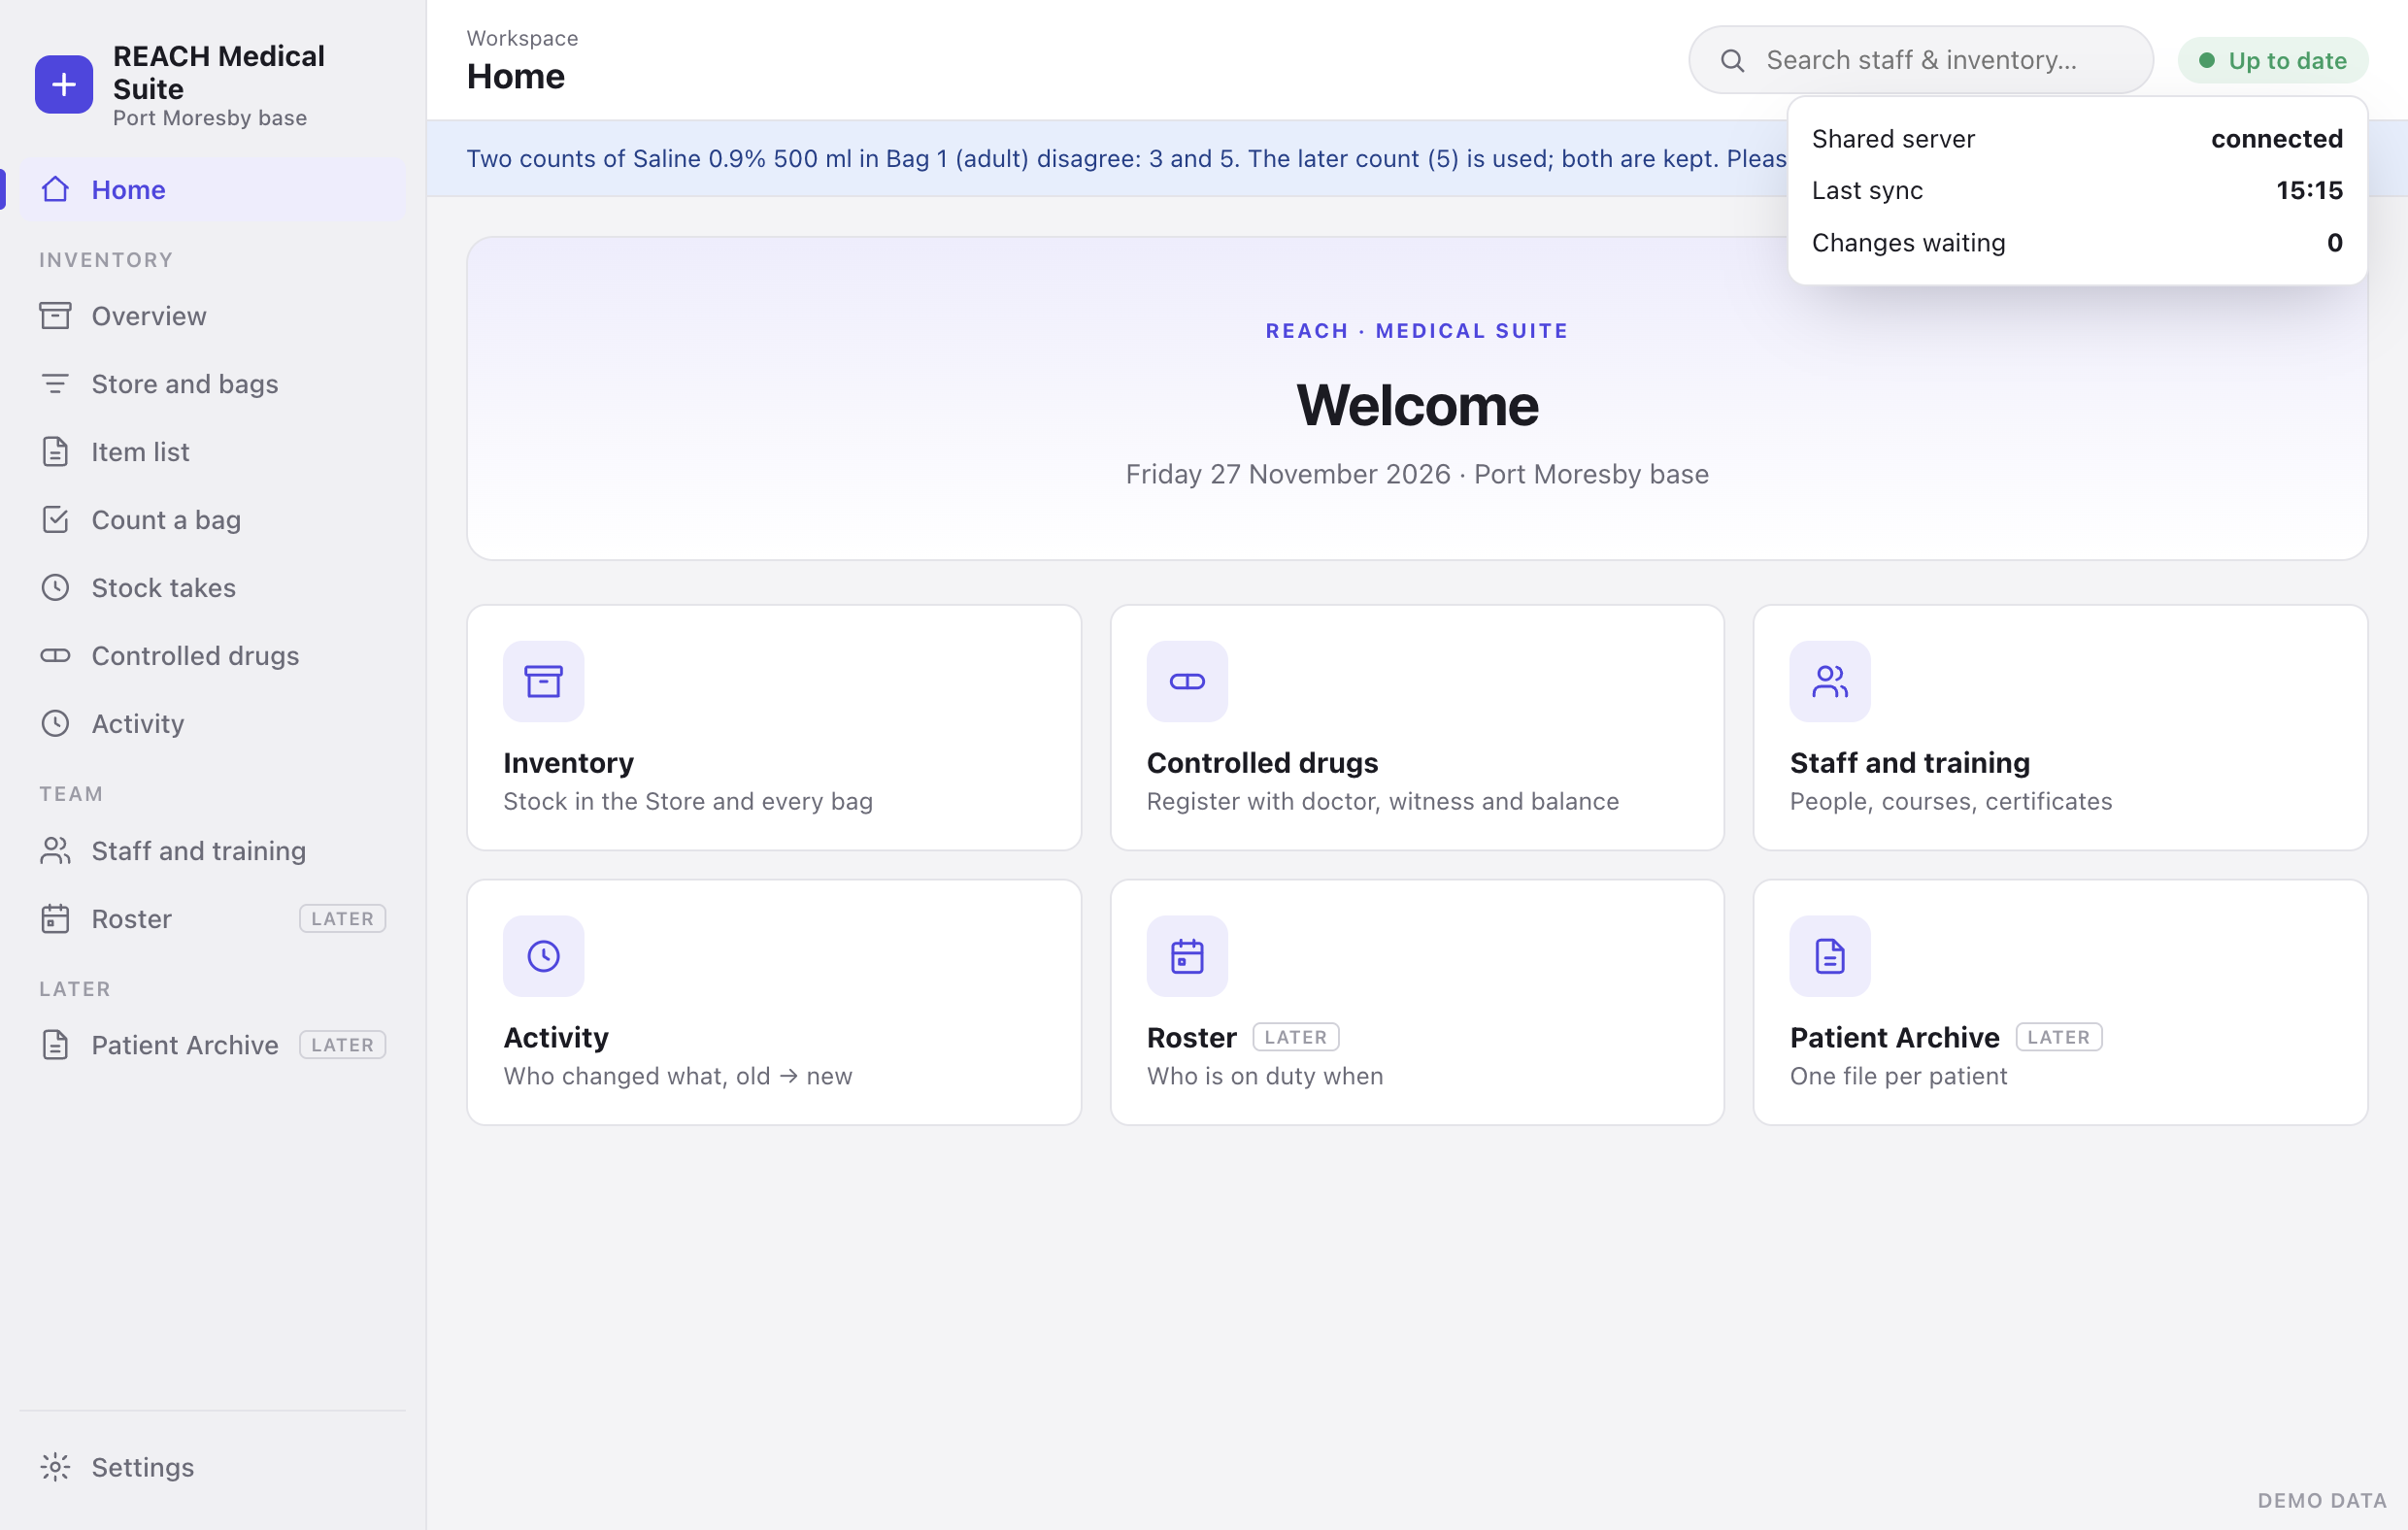 REACH Medical
Suite
Port Moresby base
Home
INVENTORY
Overview
Store and bags
Item list
Count a bag
Stock takes
Controlled drugs
Activity
TEAM
Staff and training
Roster LATER
LATER
Patient Archive LATER
Settings
Workspace
Home
Search staff & inventory...
Up to date
Two counts of Saline 0.9% 500 ml in Bag 1 (adult) disagree: 3 and 5. The later count (5) is used; both are kept.
Shared server connected
Last sync 15:15
Changes waiting 0
REACH · MEDICAL SUITE
Welcome
Friday 27 November 2026 · Port Moresby base
Inventory
Stock in the Store and every bag
Controlled drugs
Register with doctor, witness and balance
Staff and training
People, courses, certificates
Activity
Who changed what, old → new
Roster LATER
Who is on duty when
Patient Archive LATER
One file per patient
DEMO DATA